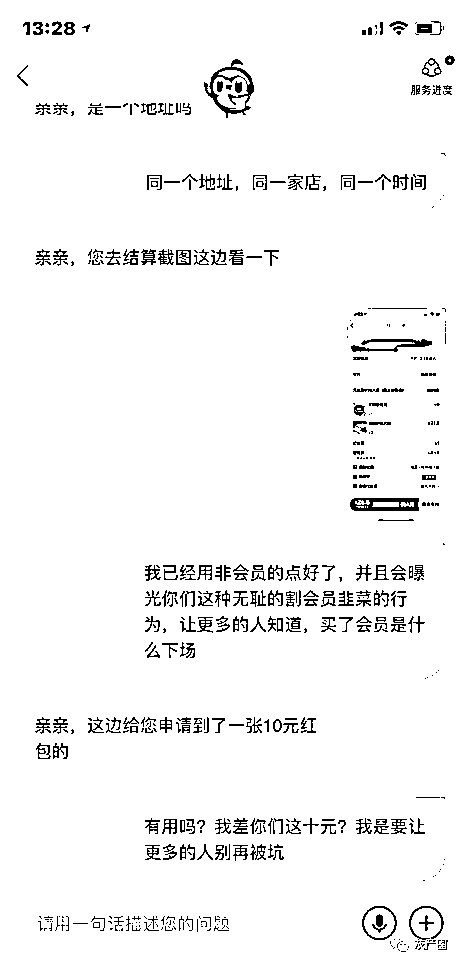 13:28
服务进度
亲亲，是一个地址吗
同一个地址，同一家店，同一个时间
亲亲，您去结算截图这边看一下
我已经用非会员的点好了，并且会曝
光你们这种无耻的割会员韭菜的行
为，让更多的人知道，买了会员是什
么下场
亲亲，这边给您申请到了一张10元红
包的
有用吗？我差你们这十元？我是要让
更多的人别再被坑
请用一句话描述您的问题
灰产圈